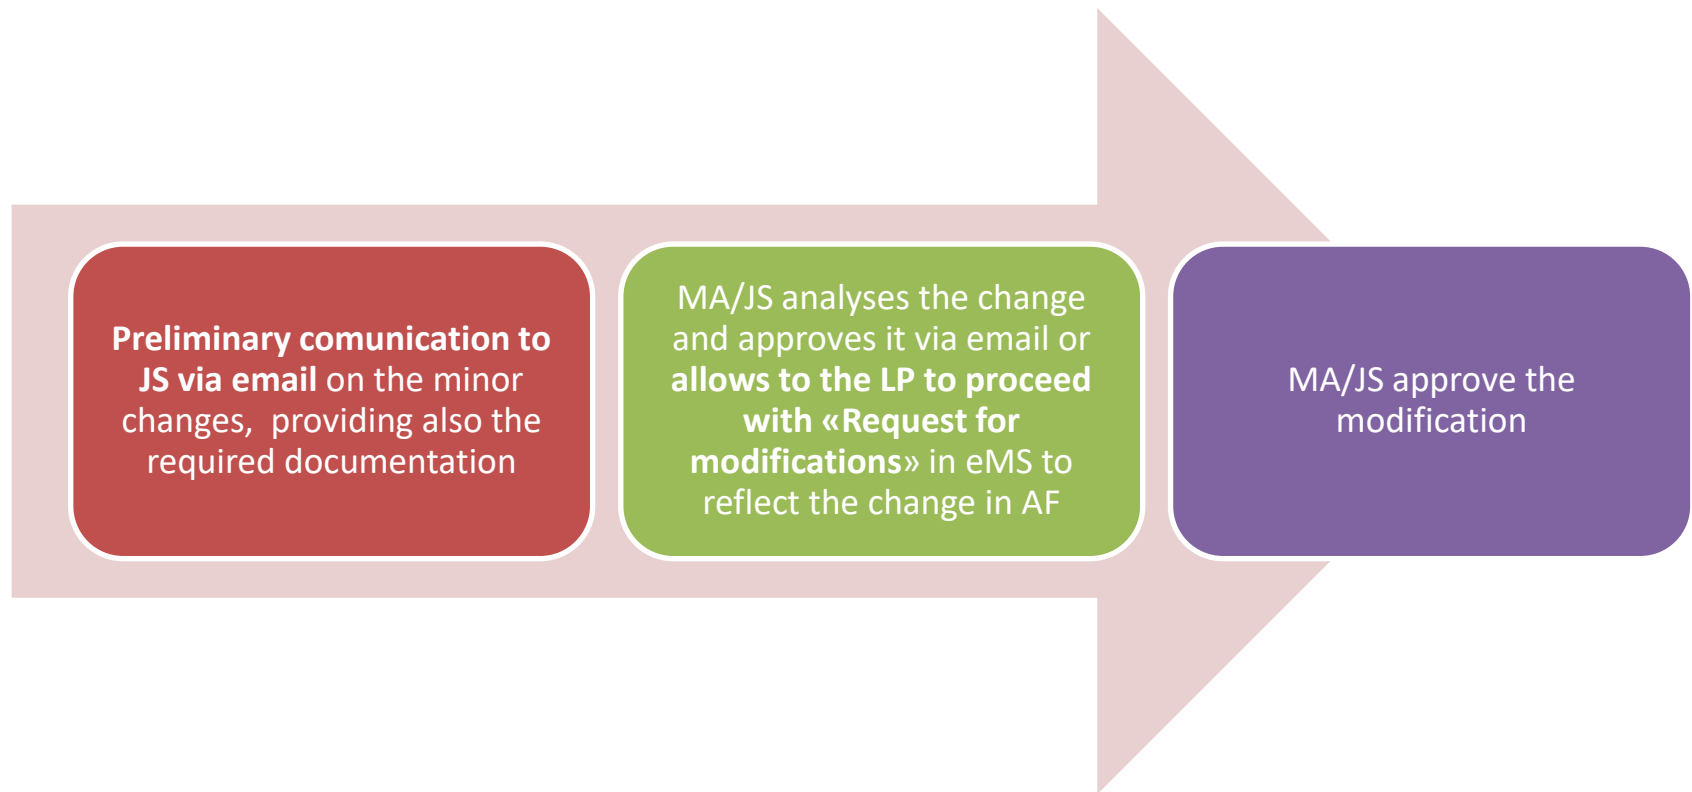 Preliminary comunication to
JS via email on the minor
changes,  providing also the
required documentation
MA/JS analyses the change
and approves it via email or
allows to the LP to proceed
with «Request for
modifications» in eMS to
reflect the change in AF
MA/JS approve the
modification